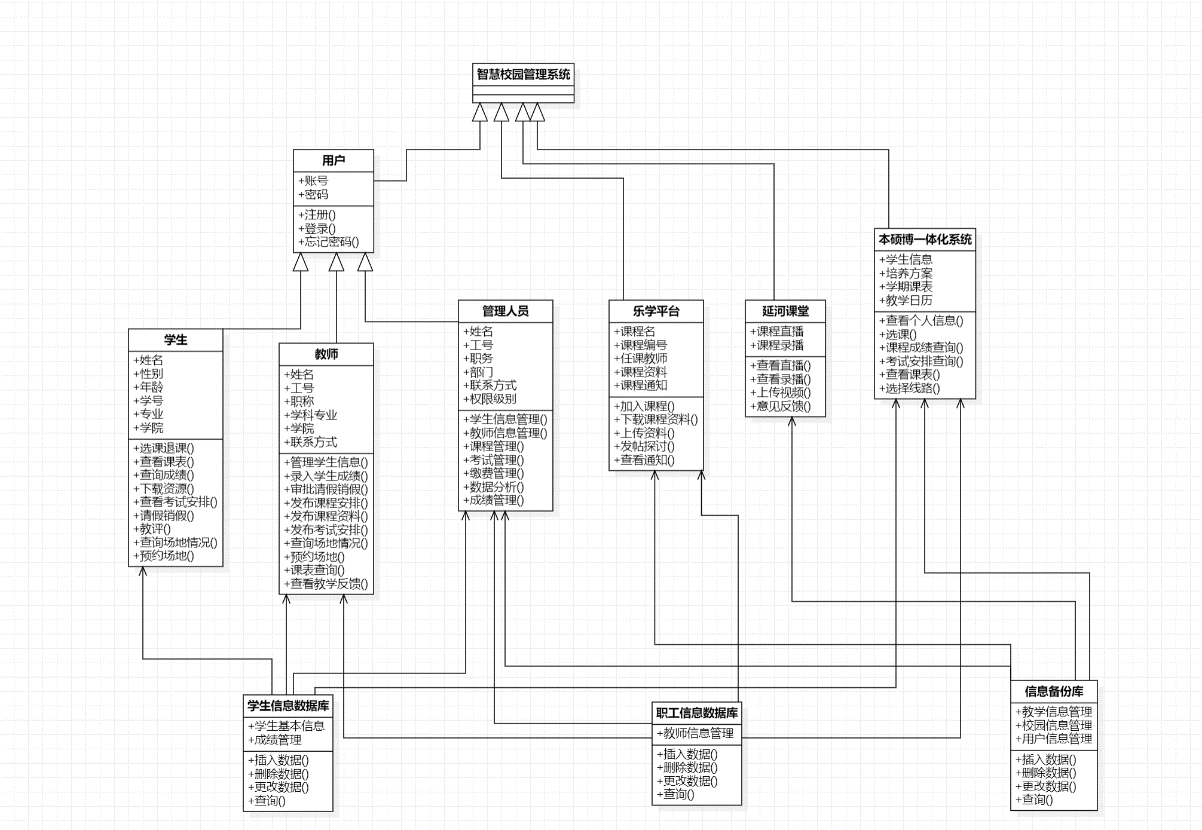 智慧校园管理系统
用户
+账号
+密码
+注册()
+登录()
+忘记密码()
本硕博一体化系统
+学生信息
+培养方案
+学期课表
+教学日历
+查看个人信息()
+选课()
+课程成绩查询()
+考试安排查询()
+查看课表()
+选择线路()
管理人员
+姓名
+工号
+职务
+部门
+联系方式
+权限级别
+学生信息管理()
+教师信息管理()
+课程管理()
+考试管理()
+缴费管理()
+数据分析()
+成绩管理()
乐学平台
+课程名
+课程编号
+任课教师
+课程资料
+课程通知
+加入课程()
+下载课程资料()
+上传资料()
+发帖探讨()
+查看通知()
延河课堂
+课程直播
+课程录播
+查看直播()
+查看录播()
+上传视频()
+意见反馈()
学生
+姓名
+性别
+年龄
+学号
+专业
+学院
+选课退课()
+查看课表()
+查询成绩()
+下载资源()
+查看考试安排()
+请假销假()
+教评()
+查询场地情况()
+预约场地()
教师
+姓名
+工号
+职称
+学科专业
+学院
+联系方式
+管理学生信息()
+录入学生成绩()
+审批请假销假()
+发布课程安排()
+发布课程资料()
+发布考试安排()
+查询场地情况()
+预约场地()
+课表查询()
+查看教学反馈()
学生信息数据库
+学生基本信息
+成绩管理
+插入数据()
+删除数据()
+更改数据()
+查询()
职工信息数据库
+教师信息管理
+插入数据()
+删除数据()
+更改数据()
+查询()
信息备份库
+教学信息管理
+校园信息管理
+用户信息管理
+插入数据()
+删除数据()
+更改数据()
+查询()